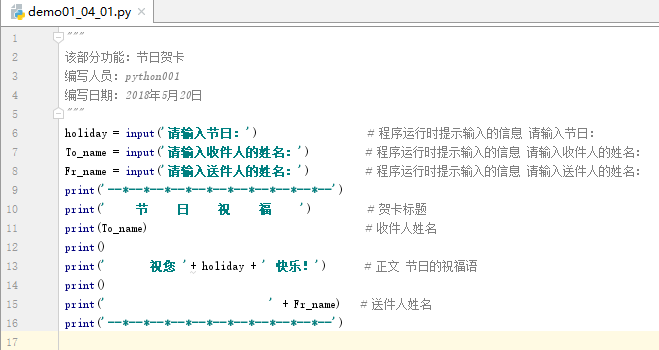 demo01_04_01.py ×
1 """
2 该部分功能：节日贺卡
3 编写人员：python001
4 编写日期：2018年5月20日
5 """
6 holiday = input('请输入节日：') # 程序运行时提示输入的信息 请输入节日：
7 To_name = input('请输入收件人的姓名：') # 程序运行时提示输入的信息 请输入收件人的姓名：
8 Fr_name = input('请输入送件人的姓名：') # 程序运行时提示输入的信息 请输入送件人的姓名：
9 print('--*--*--*--*--*--*--*--*--*--*--')
10 print('    节    日    祝    福    ') # 贺卡标题
11 print(To_name) # 收件人姓名
12 print()
13 print('      祝您 '+ holiday + ' 快乐！') # 正文 节日的祝福语
14 print()
15 print('                       ' + Fr_name) # 送件人姓名
16 print('--*--*--*--*--*--*--*--*--*--*--')
17